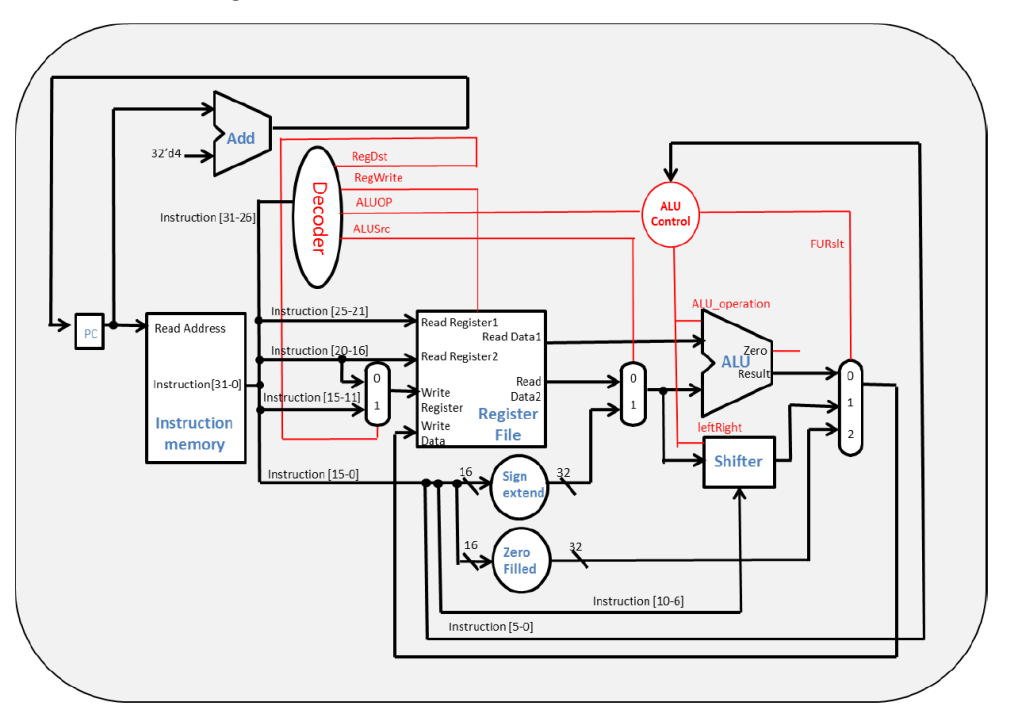 Add
32'd4
RegDst
RegWrite
ALUOP
ALUSrc
Decoder
Instruction [31-26]
ALU
Control
FURslt
PC
Read Address
Instruction[31-0]
Instruction
memory
Instruction [25-21]
Instruction [20-16]
Instruction [15-11]
0
1
Read Register1
Read Data1
Read Register2
Read
Data2
Write
Register
Write
Data
Register
File
0
1
ALU_operation
Zero
ALU
Result
0
1
2
leftRight
Shifter
Instruction [15-0]
16
Sign
extend
32
16
Zero
Filled
32
Instruction [10-6]
Instruction [5-0]